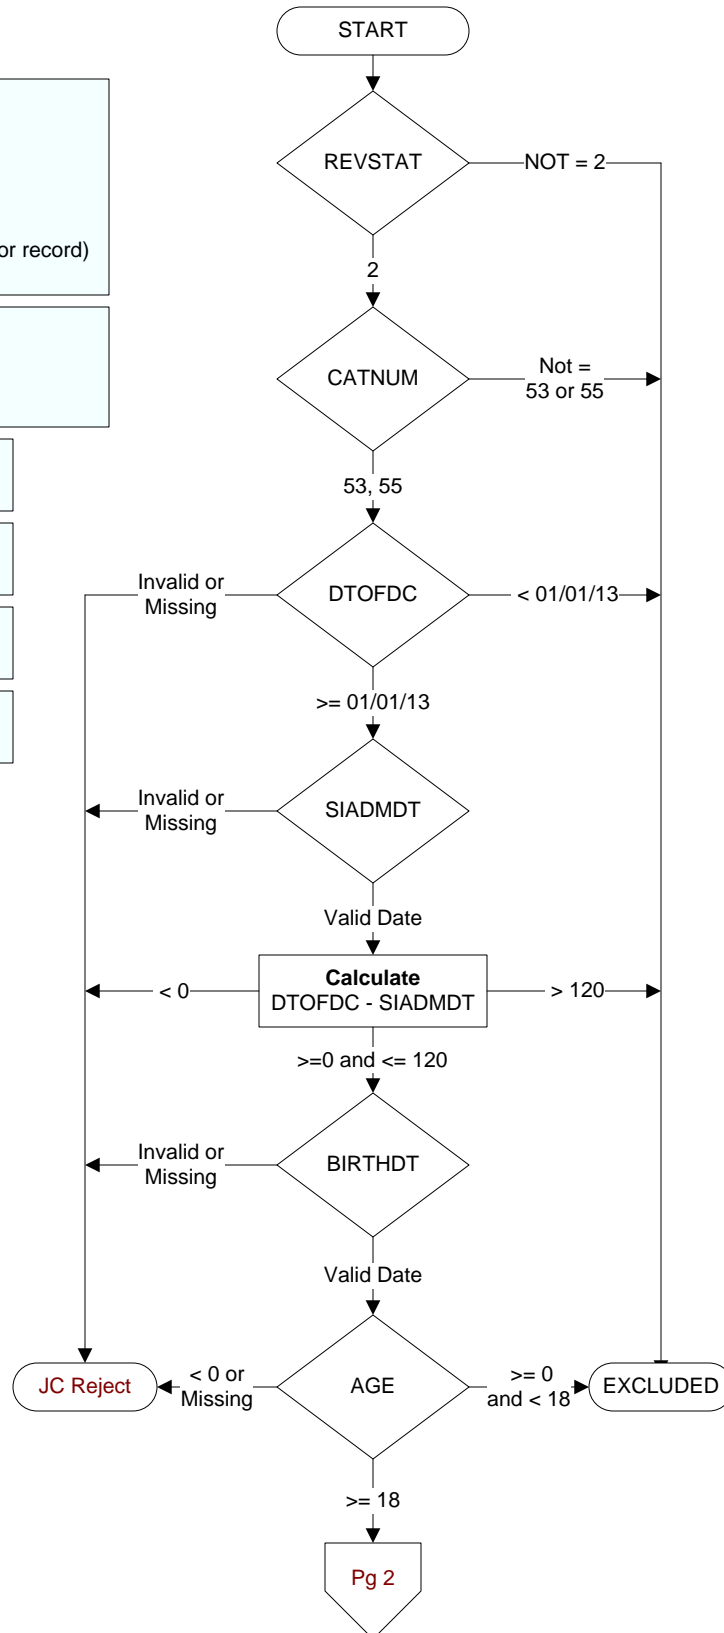 START
REVSTAT
NOT = 2
or record)
2
CATNUM
Not =
53 or 55
53, 55
Invalid or
Missing
DTOFDC
< 01/01/13
>= 01/01/13
Invalid or
Missing
SIADMDT
Valid Date
< 0
Calculate
DTOFDC - SIADMDT
> 120
>=0 and <= 120
Invalid or
Missing
BIRTHDT
Valid Date
JC Reject
< 0 or
Missing
AGE
>= 0
and < 18
EXCLUDED
>= 18
Pg 2